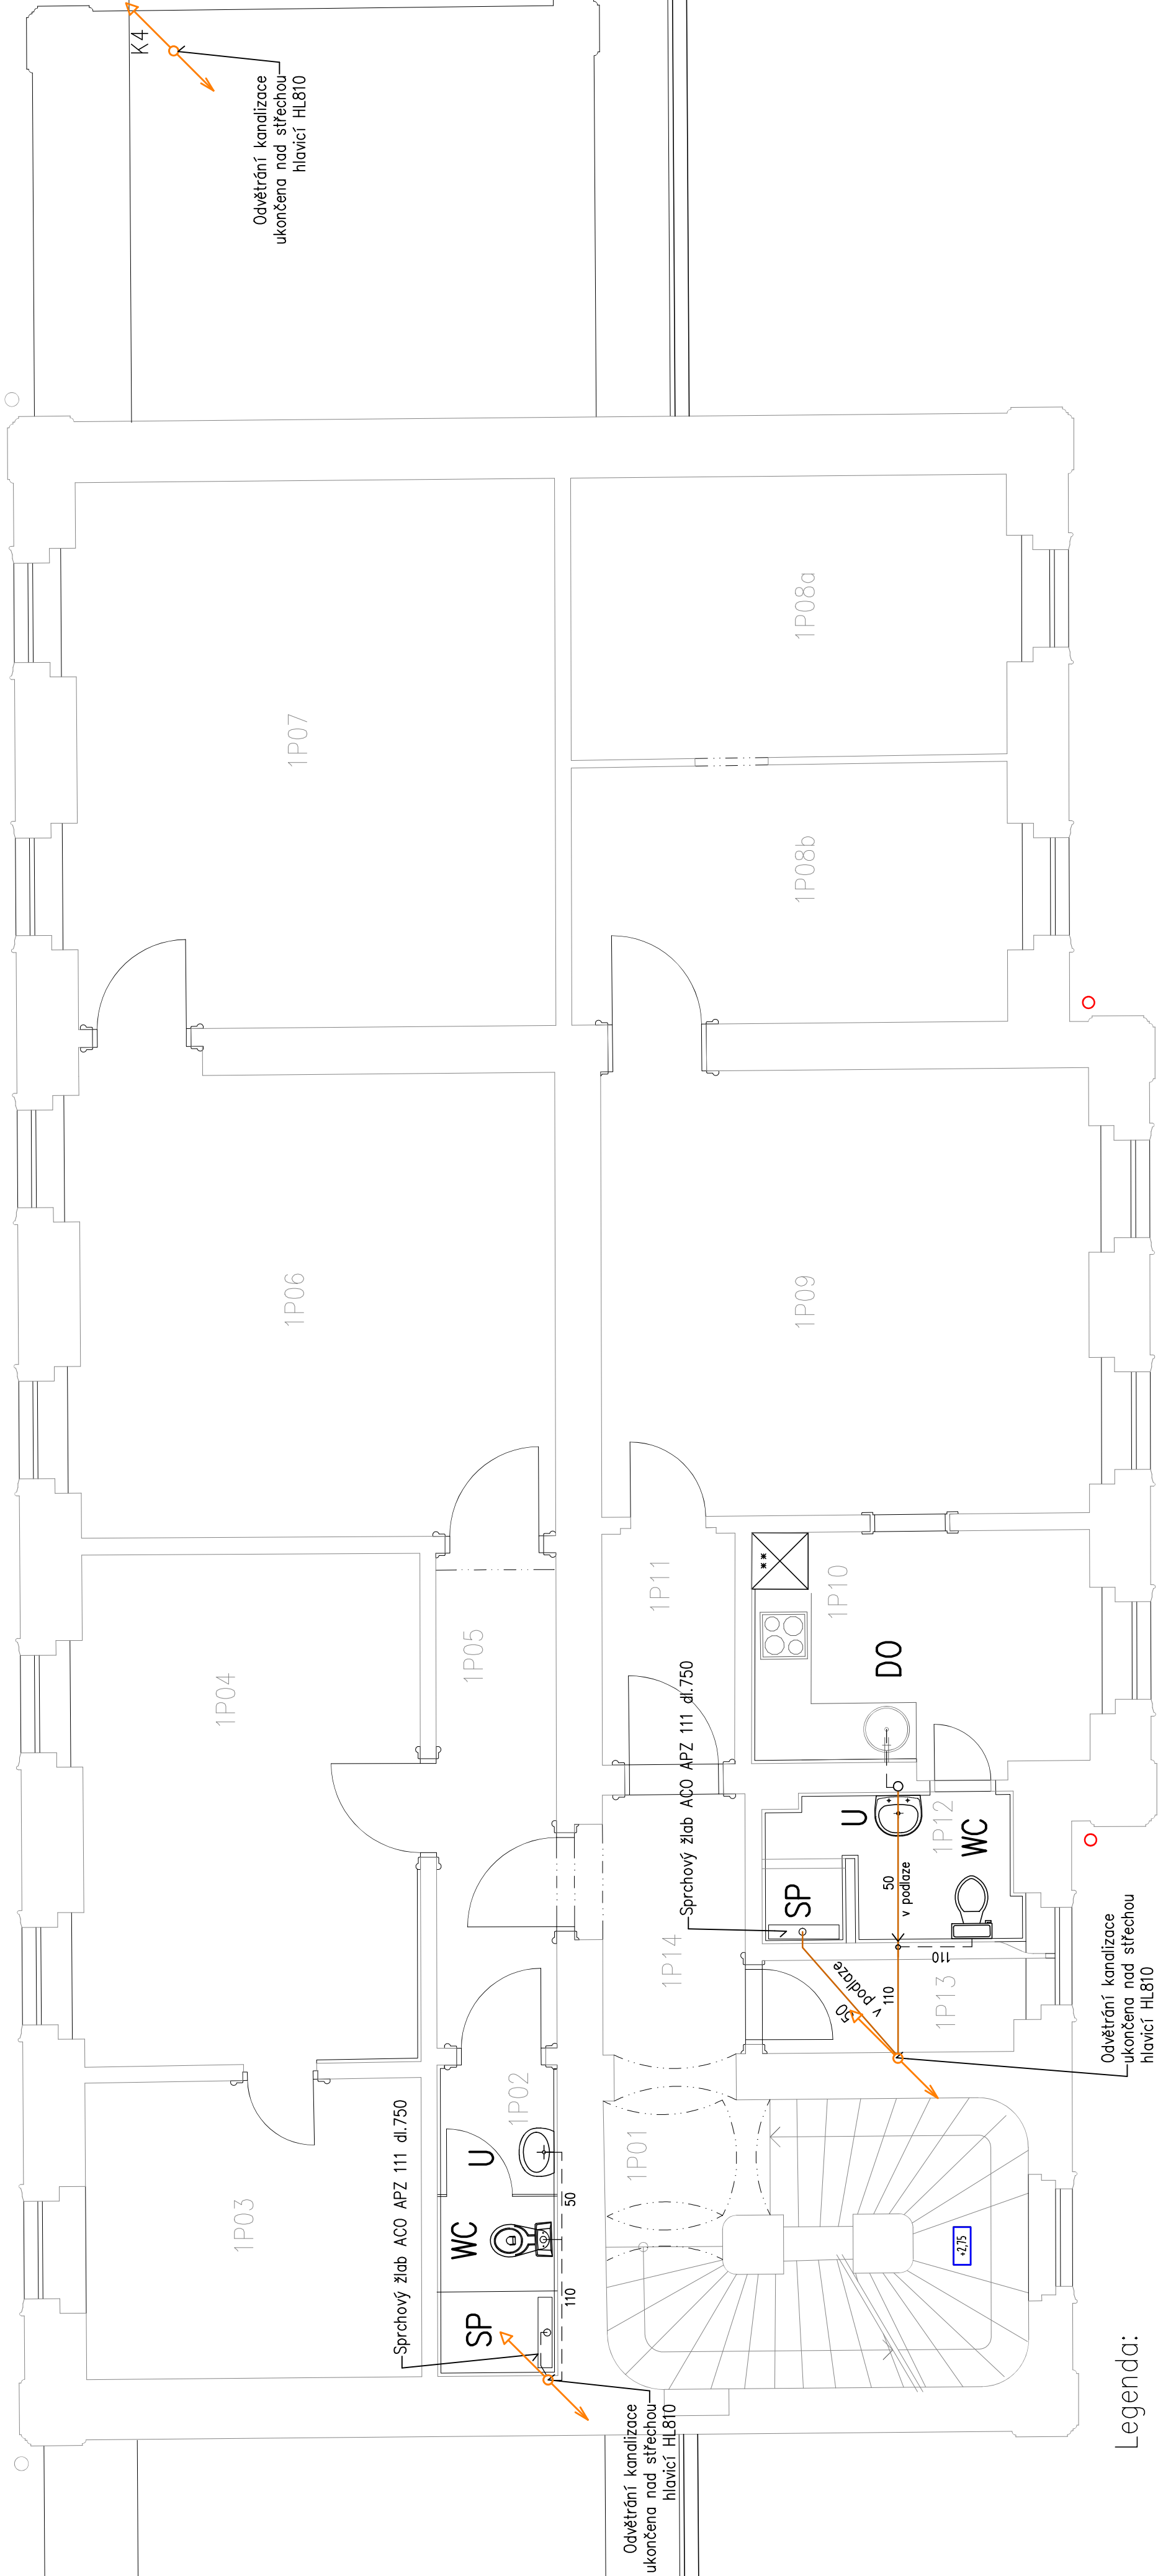 K4
Odvětrání kanalizace
ukončena nad střechou
hlavicí HL810
1P07
1P08a
1P08b
1P06
1P09
1P04
1P05
1P11
1P10
**
DO
Sprchový žlab ACO APZ 111 dl.750
U
1P12
WC
SP
50
v podlaze
110
1P14
50
v podlaze
110
1P13
Odvětrání kanalizace
ukončena nad střechou
hlavicí HL810
1P03
Sprchový žlab ACO APZ 111 dl.750
1P02
U
WC
SP
50
110
1P01
+2,75
Odvětrání kanalizace
ukončena nad střechou
hlavicí HL810
Legenda: